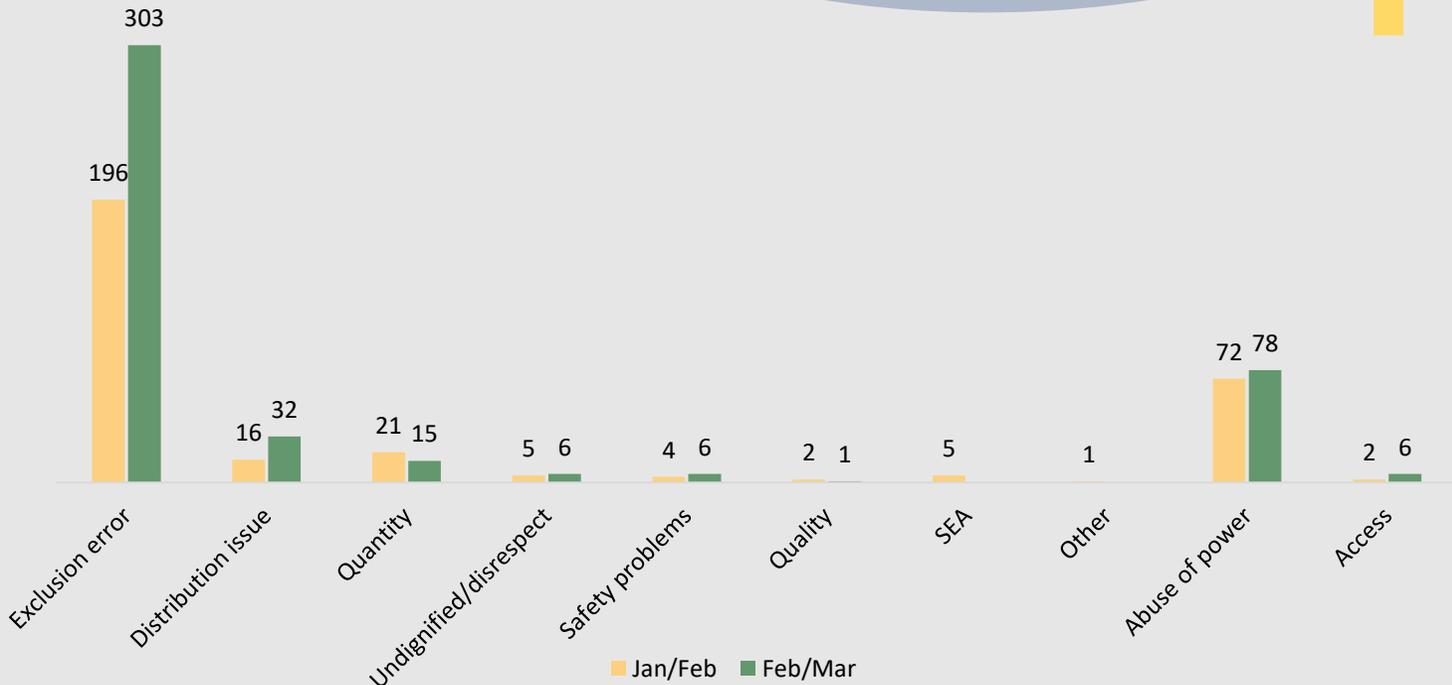 303
196
16
32
21
15
5
6
4
6
2
1
5
1
72
78
2
6
Exclusion error
Distribution issue
Quantity
Undignified/disrespect
Safety problems
Quality
SEA
Other
Abuse of power
Access
Jan/Feb
Feb/Mar